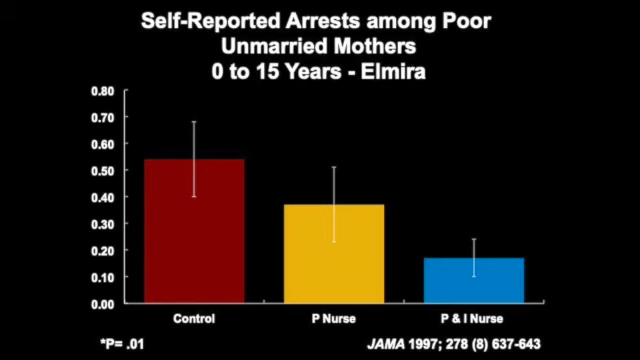 Self-Reported Arrests among Poor
Unmarried Mothers
0 to 15 Years - Elmira
0.80
0.70
0.60
0.50
0.40
0.30
0.20
0.10
0.00
Control
P Nurse
P & I Nurse
*P= .01
JAMA 1997; 278 (8) 637-643